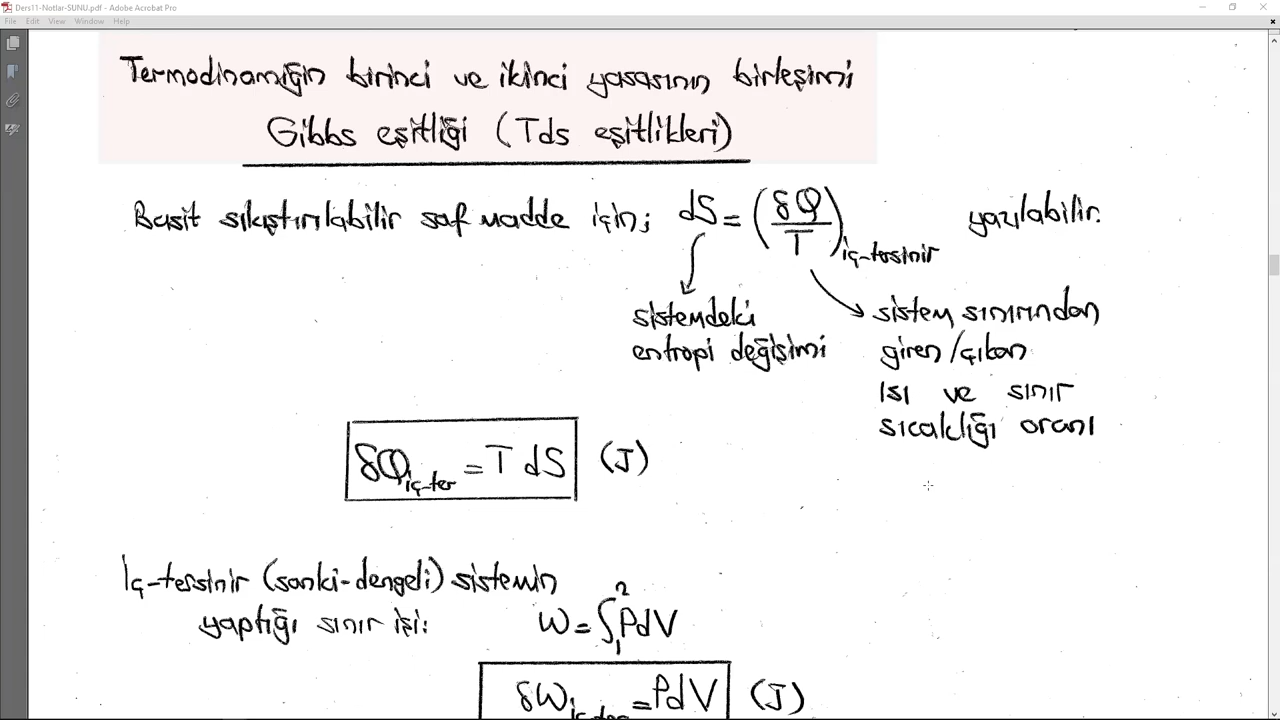 Ders11-Notlar-SUNU.pdf - Adobe Acrobat Pro
File Edit View Window Help
Termodinamiğin birinci ve ikinci yasasının birleşimi
Gibbs eşitliği (Tds eşitlikleri)
Basit sıkıştırılabilir saf madde için; dS = (δQ/T)iç-tersinir yazılabilir.
sistemdeki
entropi değişimi
sistem sınırından
giren/çıkan
ısı ve sınır
sıcaklığı oranı
δQiç-ter = T dS (J)
İç-tersinir (sanki-dengeli) sistemin
yaptığı sınır işi: W = ∫₁² PdV
δW = PdV (J)